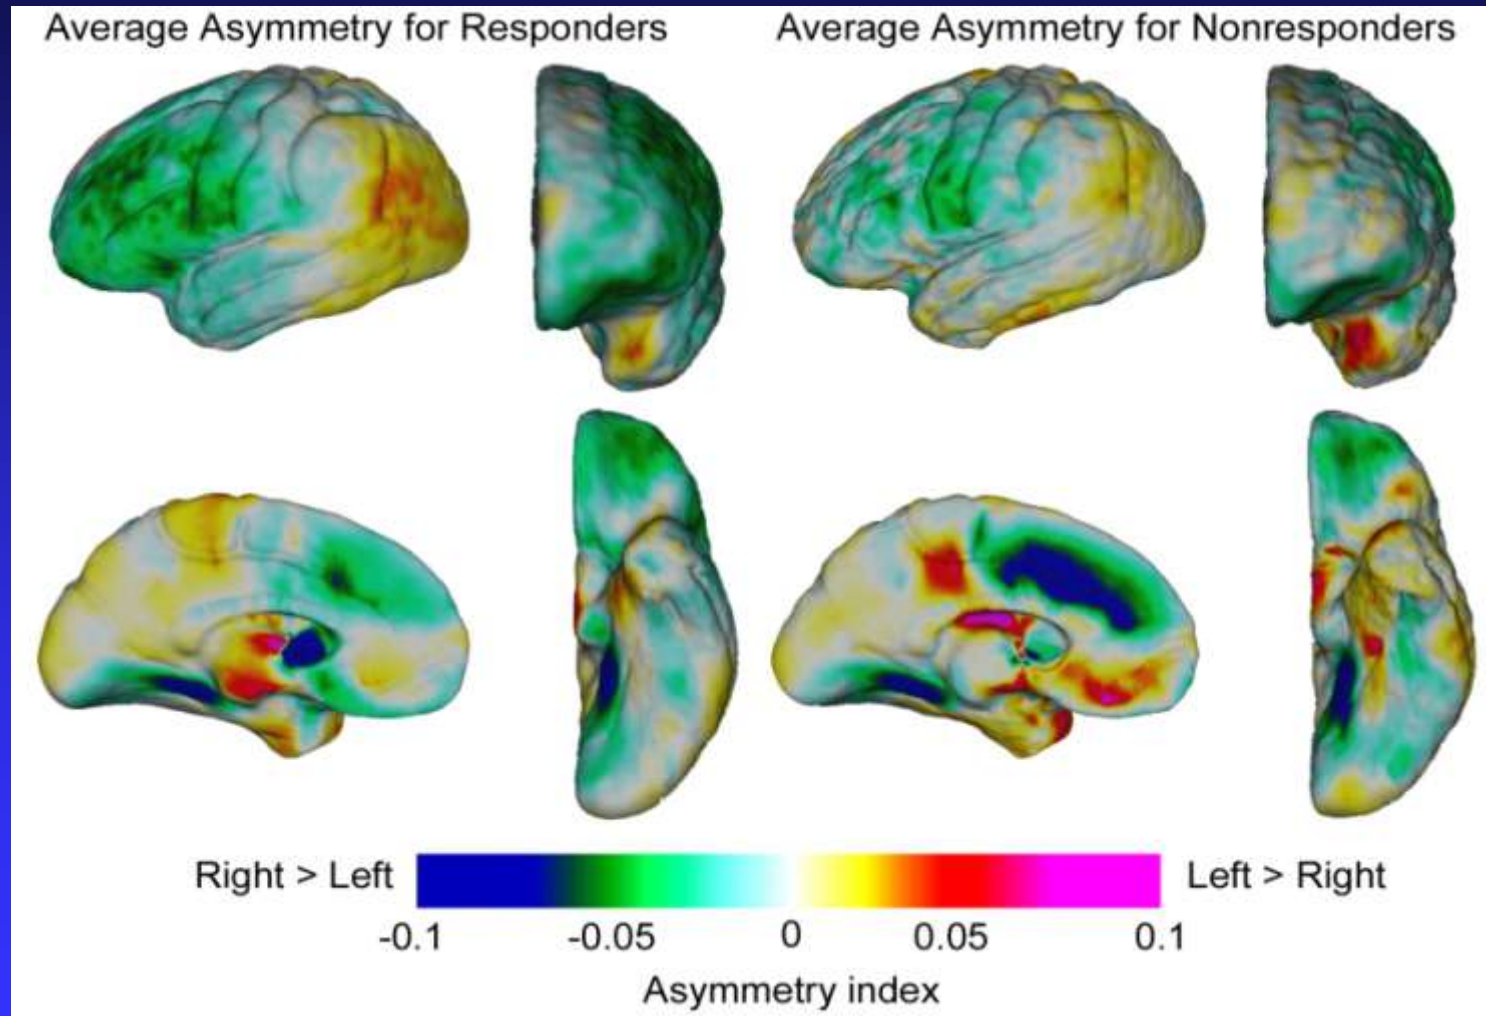 Average Asymmetry for Responders
Average Asymmetry for Nonresponders
Right > Left
Left > Right
-0.1 -0.05 0 0.05 0.1
Asymmetry index